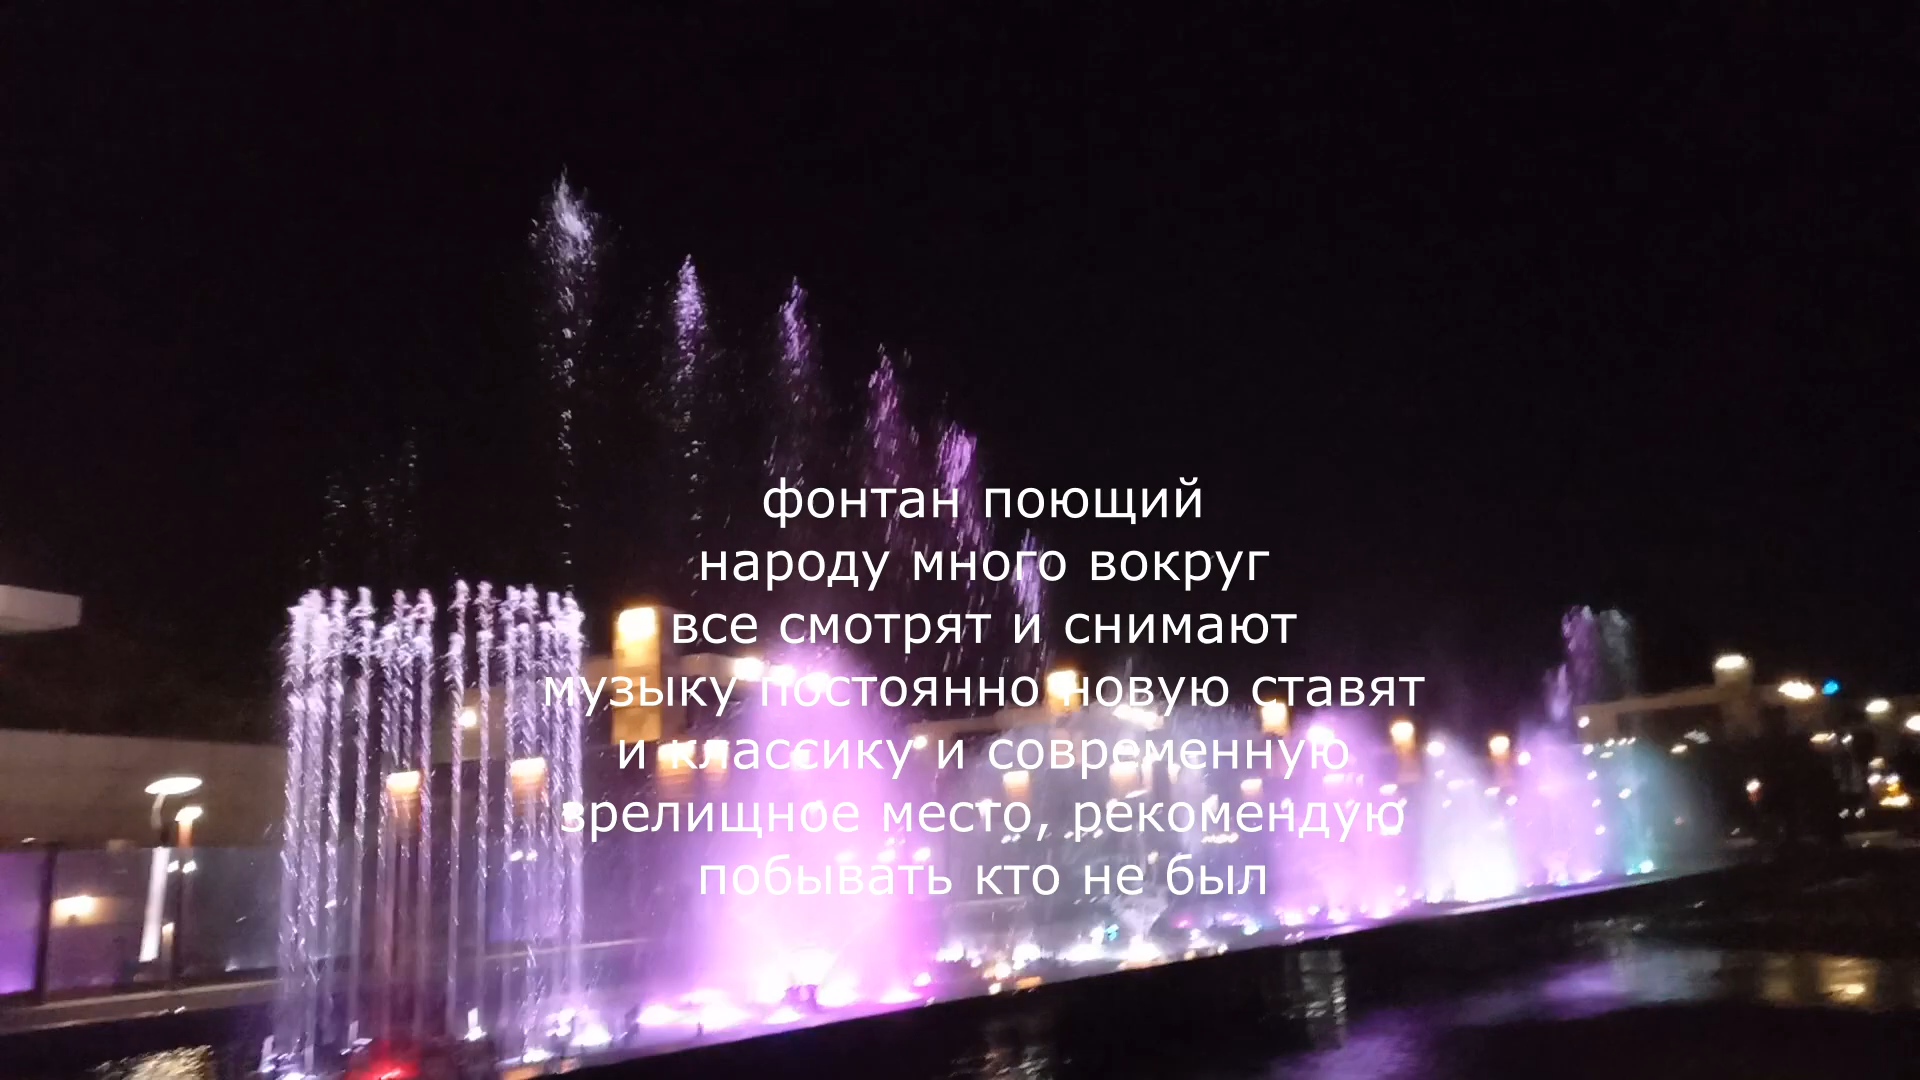 фонтан поющий
народу много вокруг
все смотрят и снимают
музыку постоянно новую ставят
и классику и современную
зрелищное место, рекомендую
побывать кто не был